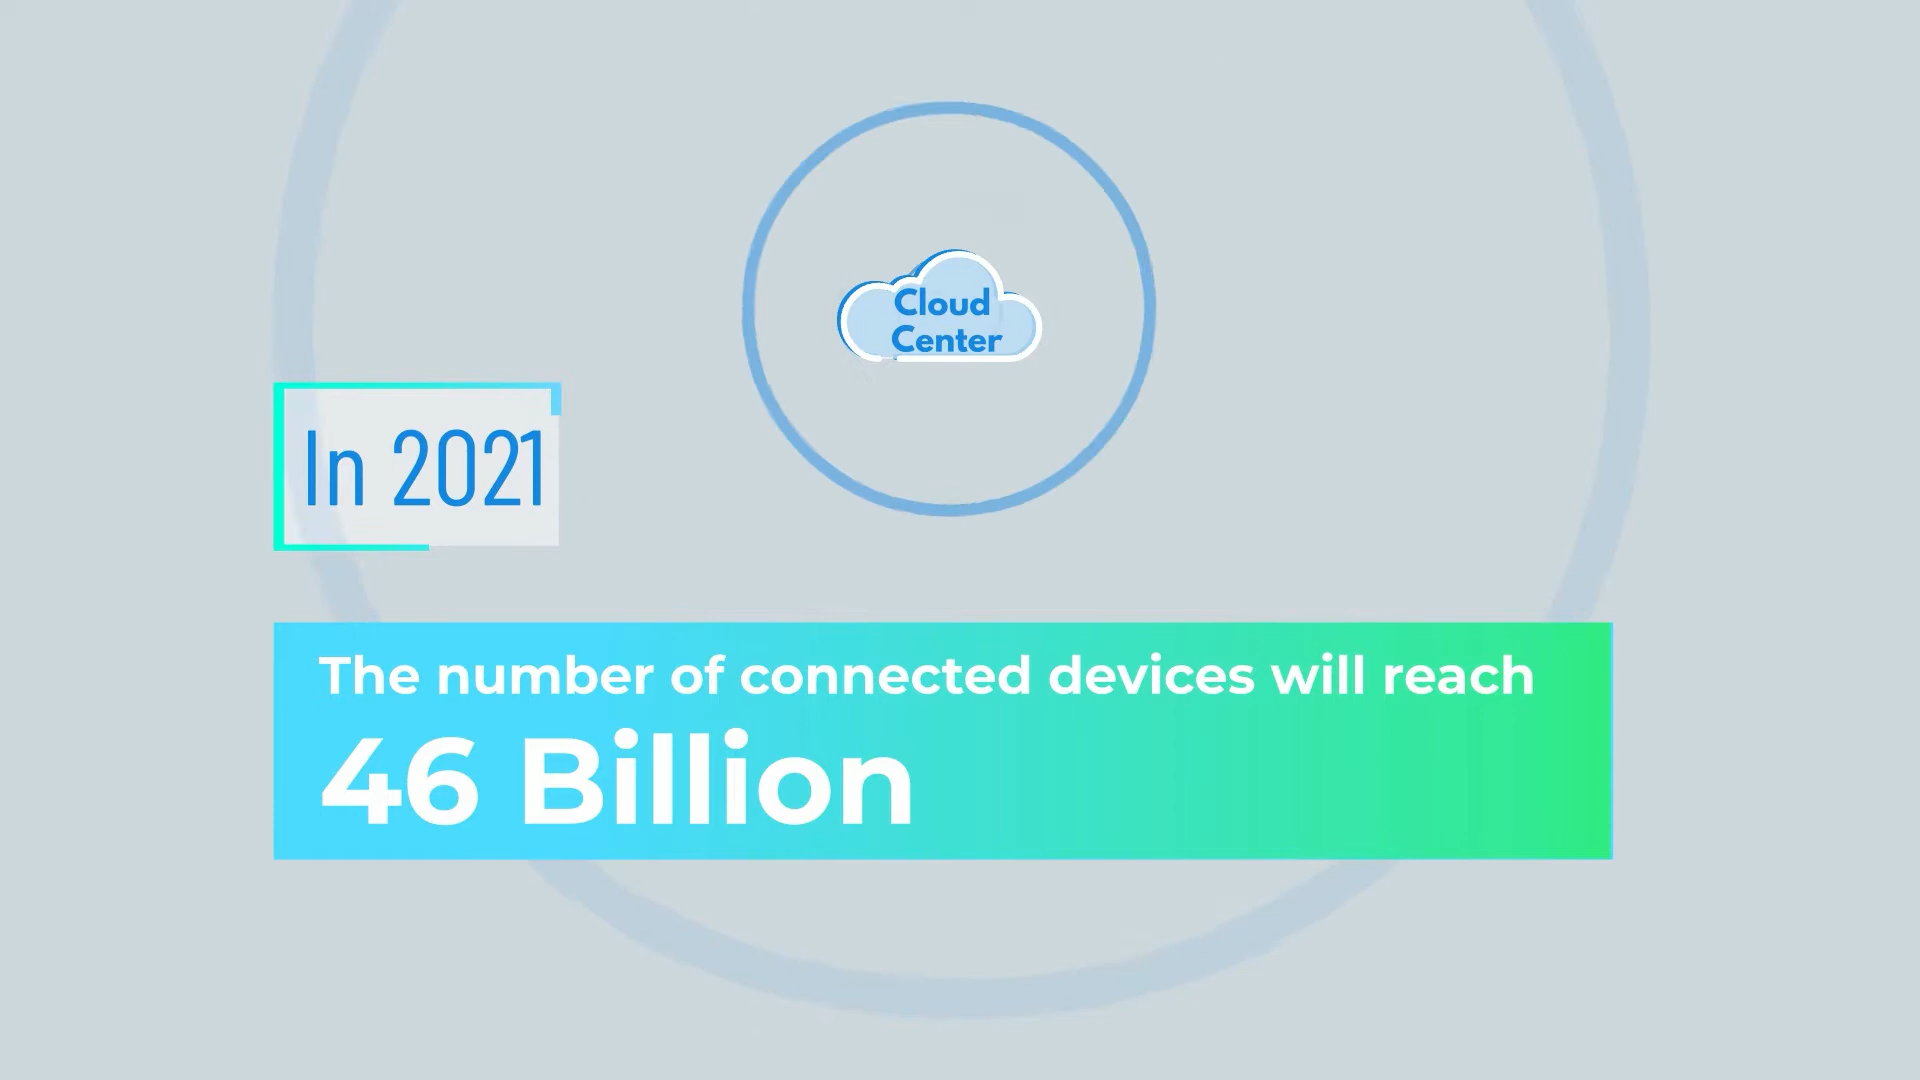 Cloud
Center
In 2021
The number of connected devices will reach
46 Billion